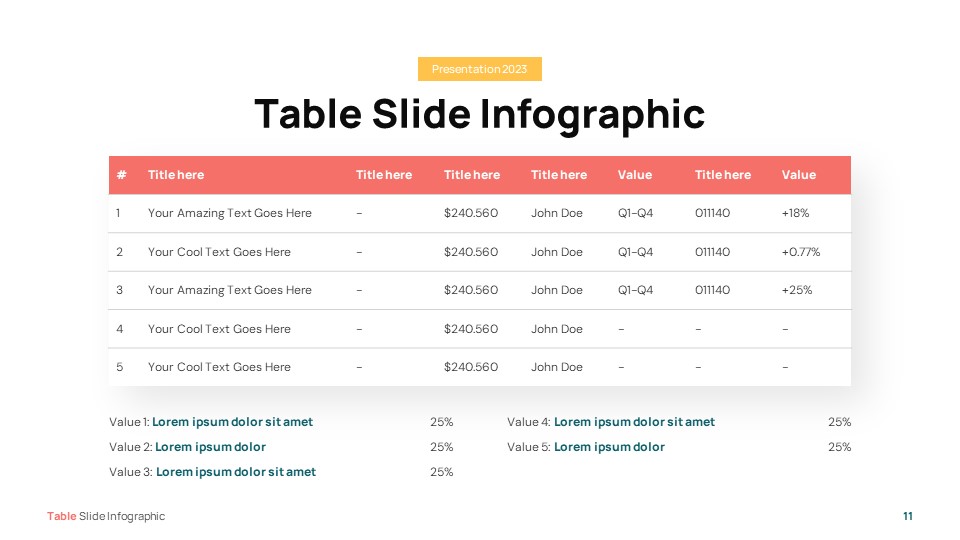 Presentation 2023
Table Slide Infographic
# Title here Title here Title here Title here Value Title here Value
1 Your Amazing Text Goes Here – $240.560 John Doe Q1–Q4 011140 +18%
2 Your Cool Text Goes Here – $240.560 John Doe Q1–Q4 011140 +0.77%
3 Your Amazing Text Goes Here – $240.560 John Doe Q1–Q4 011140 +25%
4 Your Cool Text Goes Here – $240.560 John Doe – – –
5 Your Cool Text Goes Here – $240.560 John Doe – – –
Value 1: Lorem ipsum dolor sit amet 25%
Value 2: Lorem ipsum dolor 25%
Value 3: Lorem ipsum dolor sit amet 25%
Value 4: Lorem ipsum dolor sit amet 25%
Value 5: Lorem ipsum dolor 25%
Table Slide Infographic
11